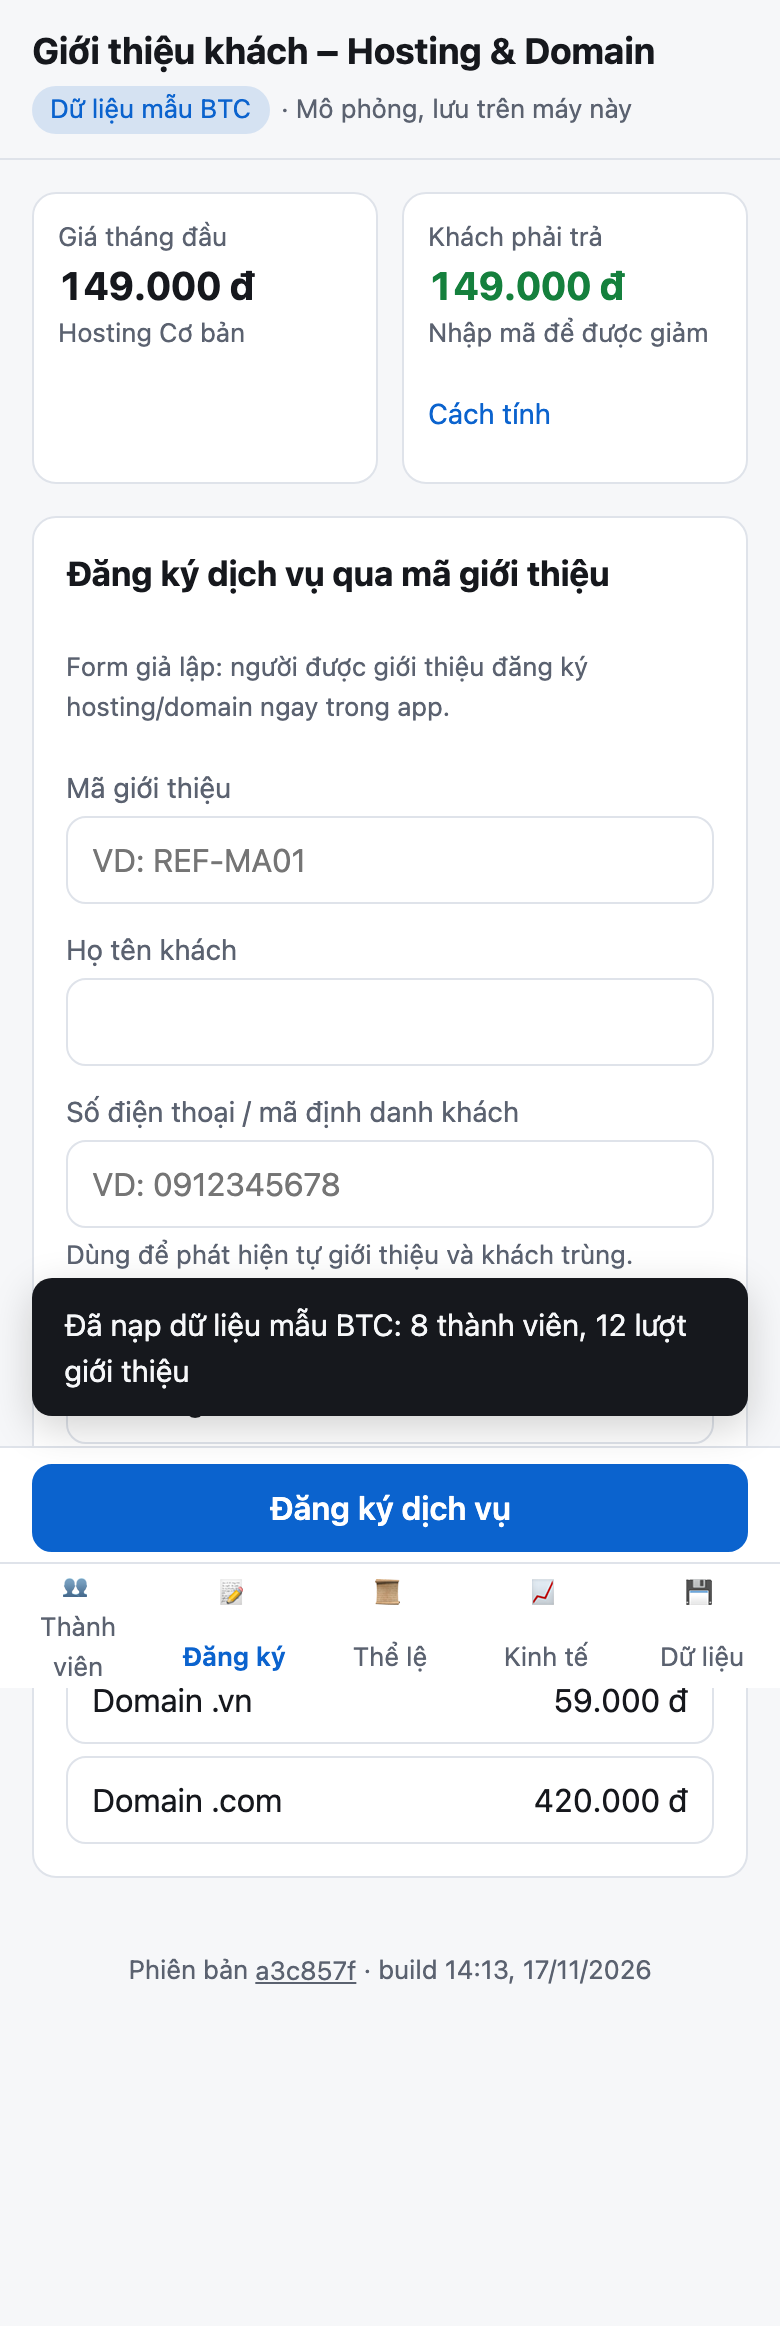 Giới thiệu khách – Hosting & Domain
Dữ liệu mẫu BTC · Mô phỏng, lưu trên máy này
Giá tháng đầu
149.000 đ
Hosting Cơ bản
Khách phải trả
149.000 đ
Nhập mã để được giảm
Cách tính
Đăng ký dịch vụ qua mã giới thiệu
Form giả lập: người được giới thiệu đăng ký
hosting/domain ngay trong app.
Mã giới thiệu
VD: REF-MA01
Họ tên khách
Số điện thoại / mã định danh khách
VD: 0912345678
Dùng để phát hiện tự giới thiệu và khách trùng.
Đã nạp dữ liệu mẫu BTC: 8 thành viên, 12 lượt
giới thiệu
Đăng ký dịch vụ
Thành
viên
Đăng ký
Thể lệ
Kinh tế
Dữ liệu
Domain .vn 59.000 đ
Domain .com 420.000 đ
Phiên bản a3c857f · build 14:13, 17/11/2026